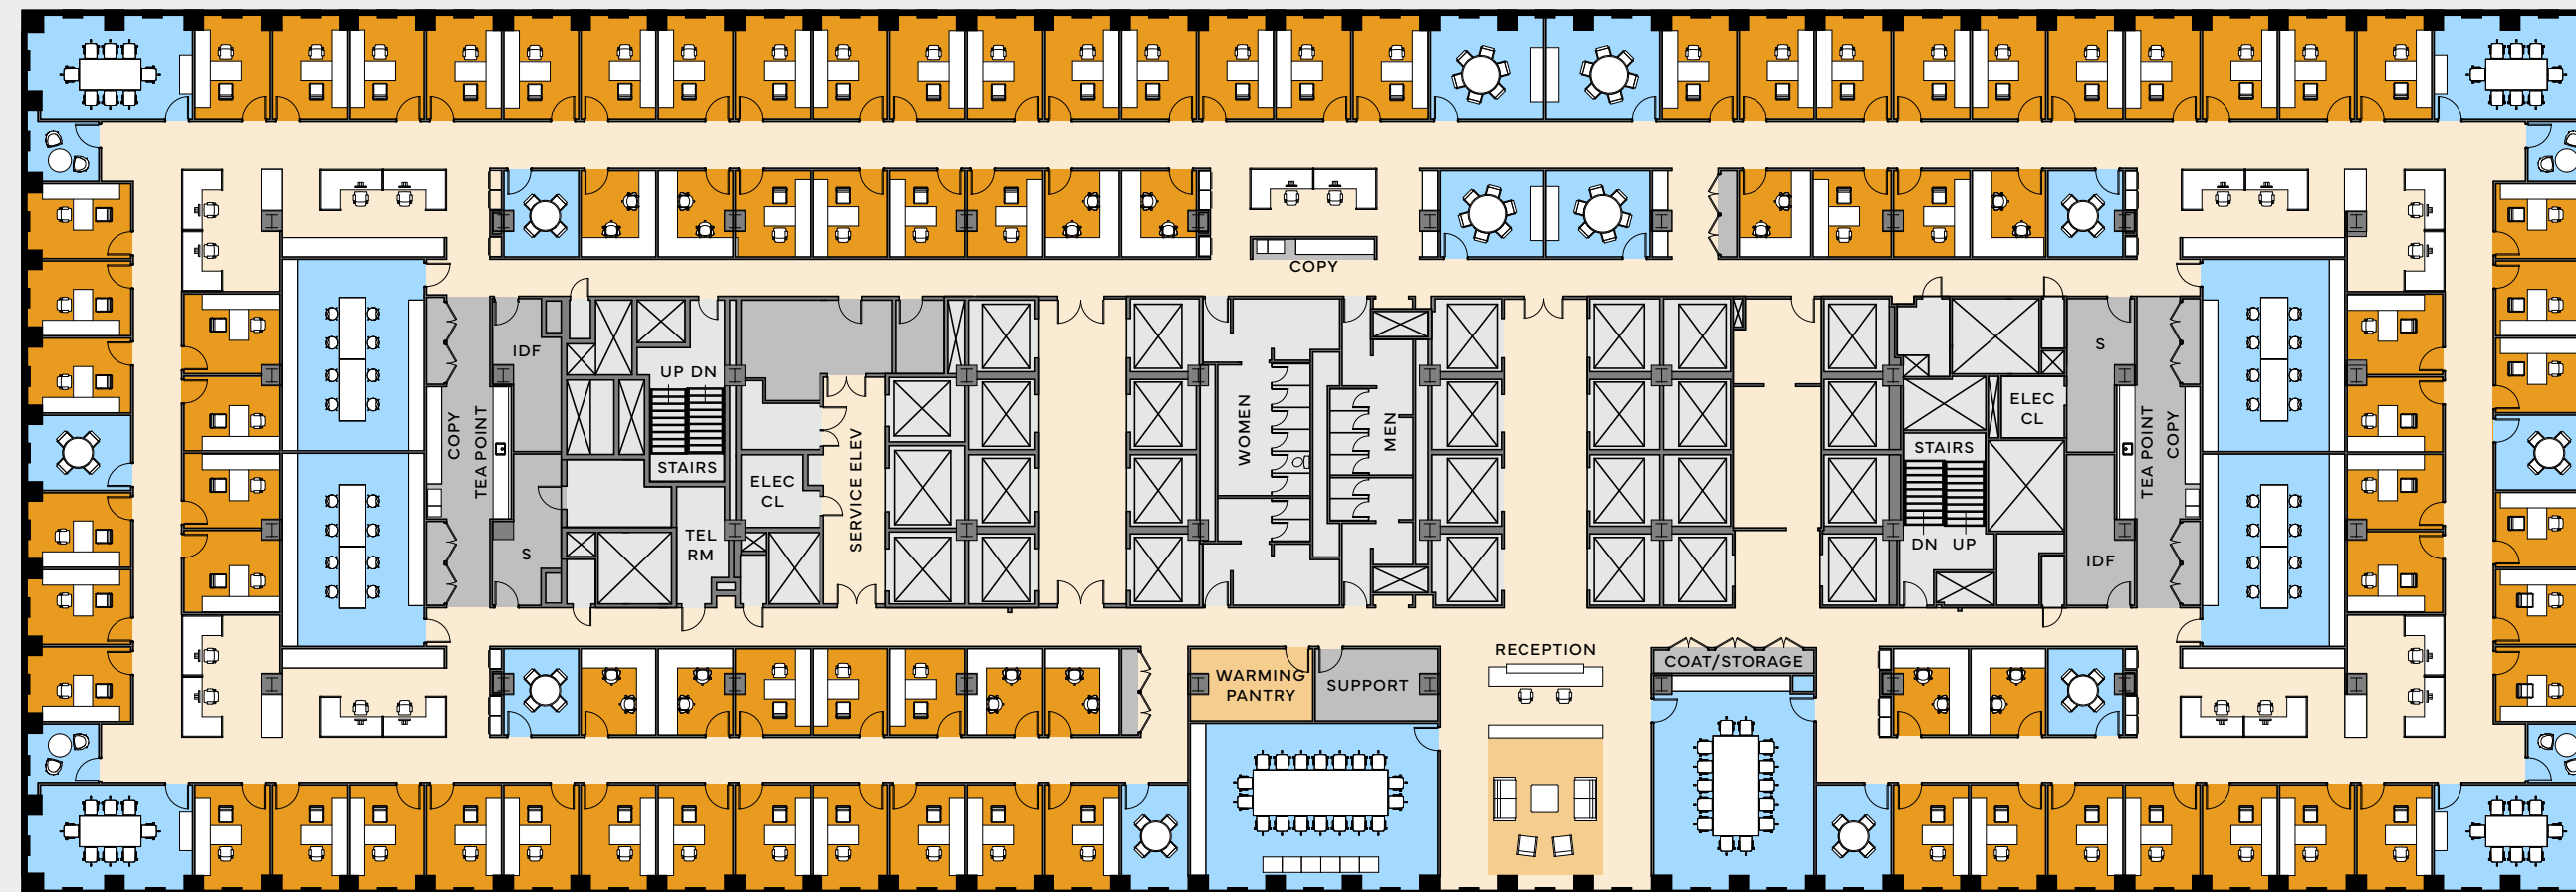 COPY
IDF
S
UP DN
ELEC
CL
COPY
TEA POINT
WOMEN
MEN
TEA POINT
COPY
STAIRS
STAIRS
ELEC
CL
SERVICE ELEV
TEL
RM
S
DN UP
IDF
RECEPTION
COAT/STORAGE
WARMING
PANTRY
SUPPORT